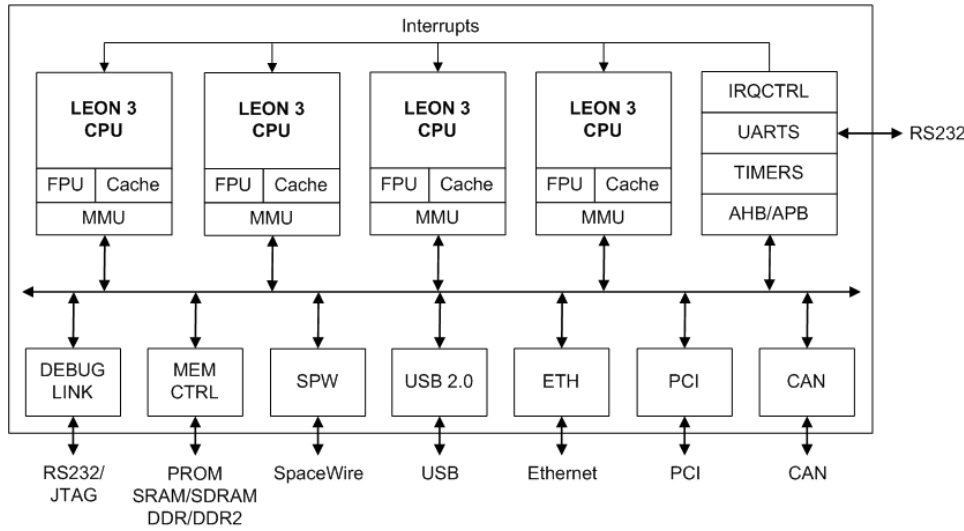 Interrupts
LEON 3
CPU
FPU
Cache
MMU
LEON 3
CPU
FPU
Cache
MMU
LEON 3
CPU
FPU
Cache
MMU
LEON 3
CPU
FPU
Cache
MMU
IRQCTRL
UARTS
TIMERS
AHB/APB
RS232
DEBUG
LINK
MEM
CTRL
SPW
USB 2.0
ETH
PCI
CAN
RS232/
JTAG
PROM
SRAM/SDRAM
DDR/DDR2
SpaceWire
USB
Ethernet
PCI
CAN